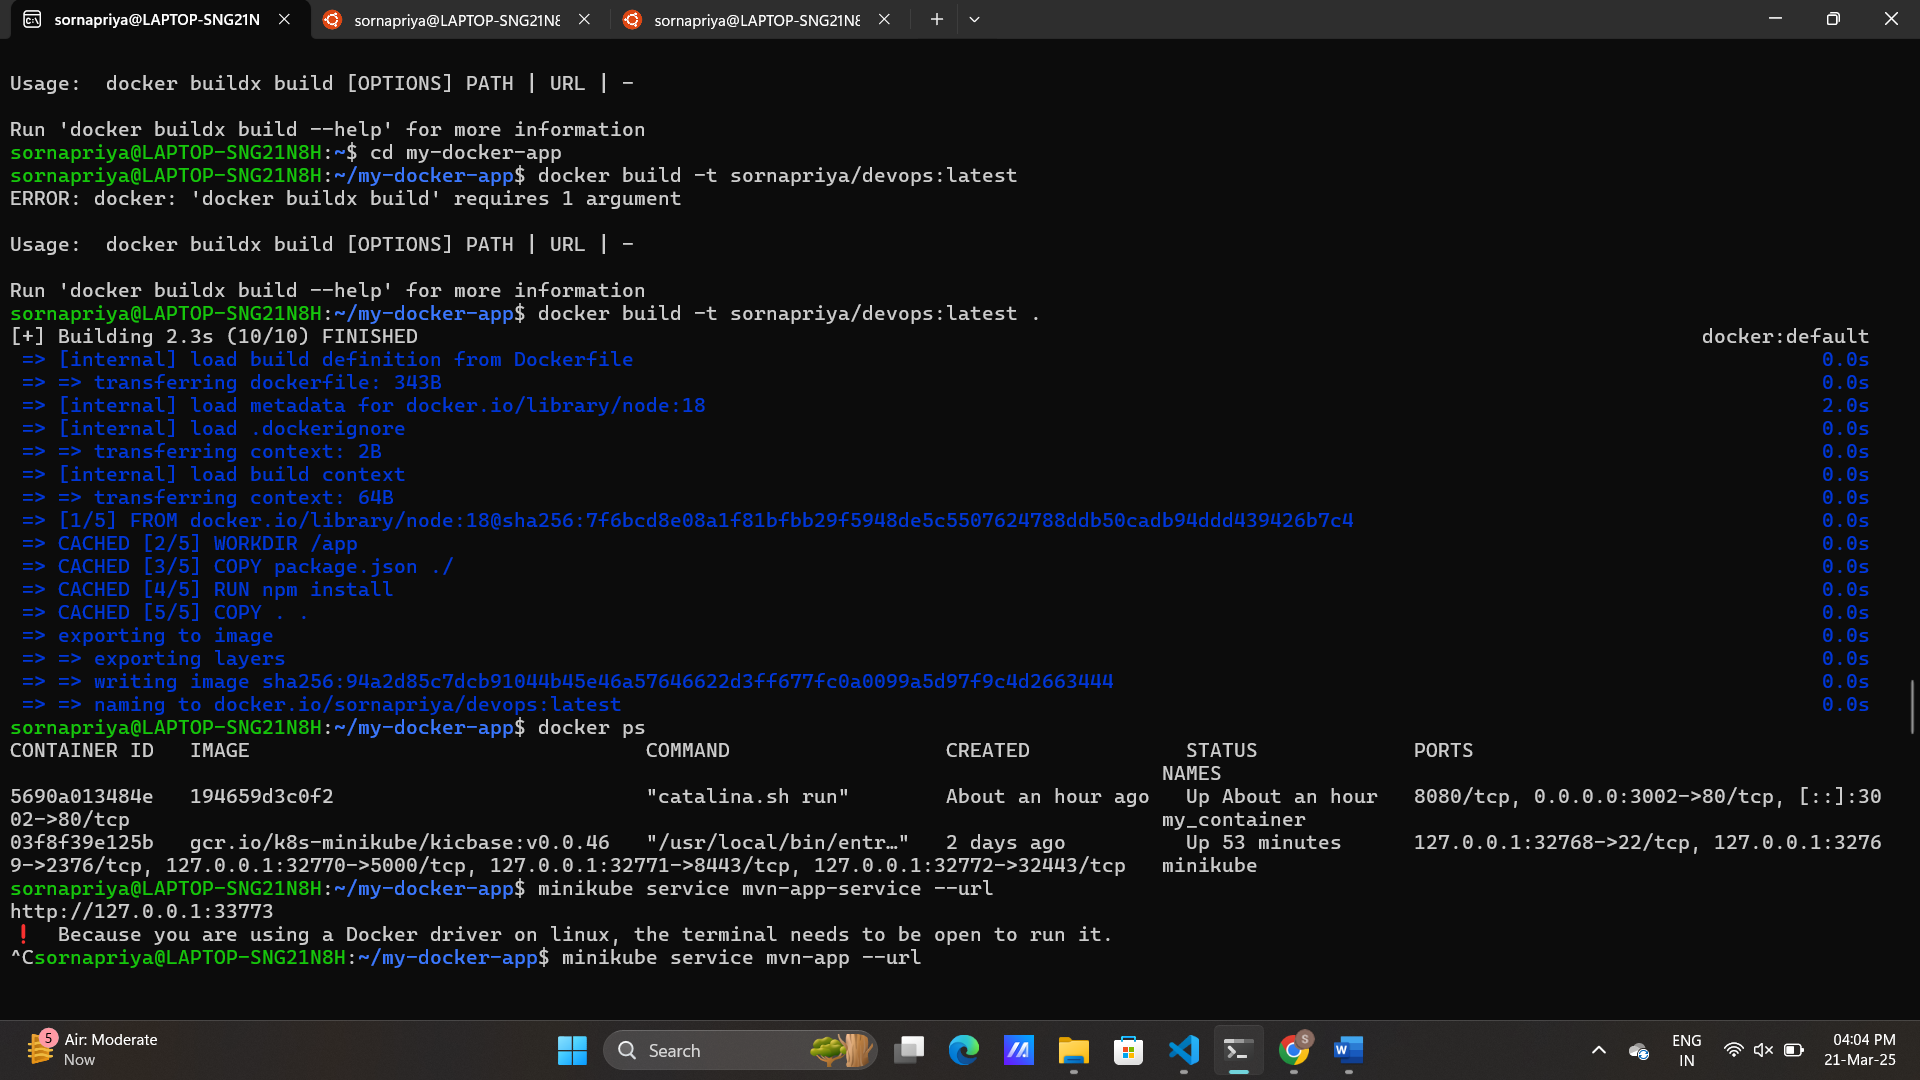 sornapriya@LAPTOP-SNG21N
sornapriya@LAPTOP-SNG21N8
sornapriya@LAPTOP-SNG21N8
Usage:  docker buildx build [OPTIONS] PATH | URL | -
Run 'docker buildx build --help' for more information
sornapriya@LAPTOP-SNG21N8H:~$ cd my-docker-app
sornapriya@LAPTOP-SNG21N8H:~/my-docker-app$ docker build -t sornapriya/devops:latest
ERROR: docker: 'docker buildx build' requires 1 argument
Usage:  docker buildx build [OPTIONS] PATH | URL | -
Run 'docker buildx build --help' for more information
sornapriya@LAPTOP-SNG21N8H:~/my-docker-app$ docker build -t sornapriya/devops:latest .
[+] Building 2.3s (10/10) FINISHED docker:default
=> [internal] load build definition from Dockerfile 0.0s
=> => transferring dockerfile: 343B 0.0s
=> [internal] load metadata for docker.io/library/node:18 2.0s
=> [internal] load .dockerignore 0.0s
=> => transferring context: 2B 0.0s
=> [internal] load build context 0.0s
=> => transferring context: 64B 0.0s
=> [1/5] FROM docker.io/library/node:18@sha256:7f6bcd8e08a1f81bfbb29f5948de5c5507624788ddb50cadb94ddd439426b7c4 0.0s
=> CACHED [2/5] WORKDIR /app 0.0s
=> CACHED [3/5] COPY package.json ./ 0.0s
=> CACHED [4/5] RUN npm install 0.0s
=> CACHED [5/5] COPY . . 0.0s
=> exporting to image 0.0s
=> => exporting layers 0.0s
=> => writing image sha256:94a2d85c7dcb91044b45e46a57646622d3ff677fc0a0099a5d97f9c4d2663444 0.0s
=> => naming to docker.io/sornapriya/devops:latest 0.0s
sornapriya@LAPTOP-SNG21N8H:~/my-docker-app$ docker ps
CONTAINER ID   IMAGE   COMMAND   CREATED   STATUS   PORTS
NAMES
5690a013484e   194659d3c0f2   "catalina.sh run"   About an hour ago   Up About an hour   8080/tcp, 0.0.0.0:3002->80/tcp, [::]:30
02->80/tcp   my_container
03f8f39e125b   gcr.io/k8s-minikube/kicbase:v0.0.46   "/usr/local/bin/entr…"   2 days ago   Up 53 minutes   127.0.0.1:32768->22/tcp, 127.0.0.1:3276
9->2376/tcp, 127.0.0.1:32770->5000/tcp, 127.0.0.1:32771->8443/tcp, 127.0.0.1:32772->32443/tcp   minikube
sornapriya@LAPTOP-SNG21N8H:~/my-docker-app$ minikube service mvn-app-service --url
http://127.0.0.1:33773
❗  Because you are using a Docker driver on linux, the terminal needs to be open to run it.
^Csornapriya@LAPTOP-SNG21N8H:~/my-docker-app$ minikube service mvn-app --url
5
Air: Moderate
Now
Search
S
W
ENG
IN
04:04 PM
21-Mar-25